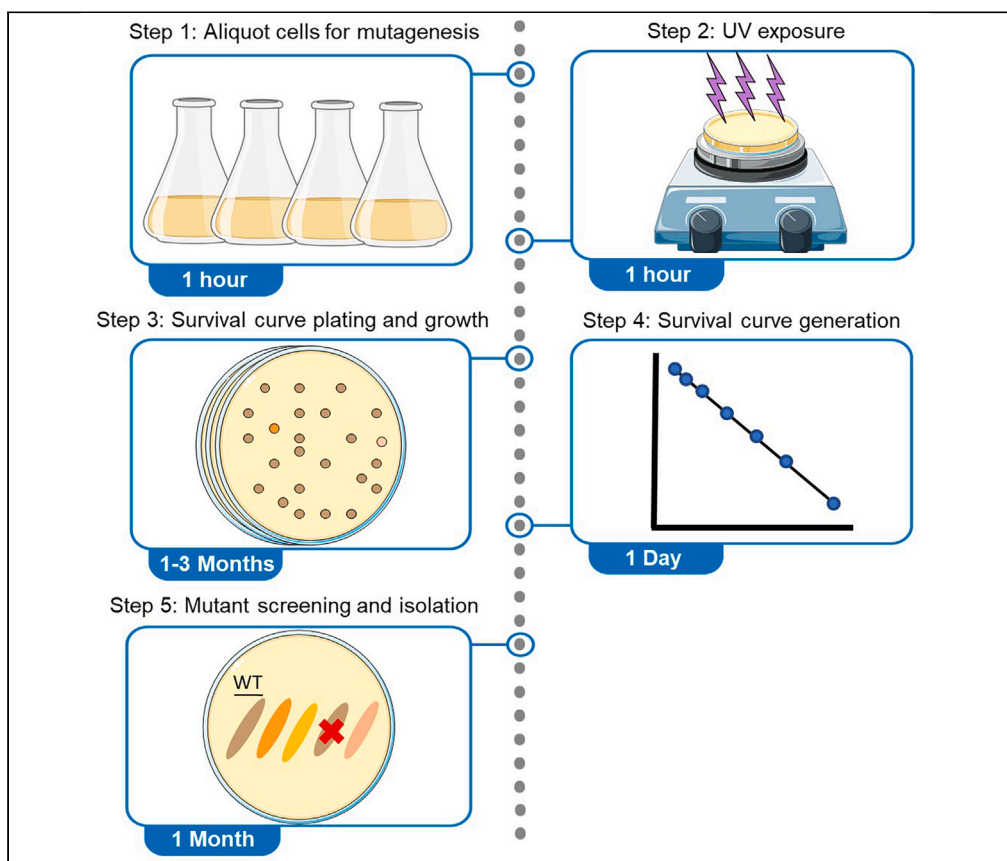 Step 1: Aliquot cells for mutagenesis
1 hour
Step 2: UV exposure
1 hour
Step 3: Survival curve plating and growth
1-3 Months
Step 4: Survival curve generation
1 Day
Step 5: Mutant screening and isolation
WT
1 Month